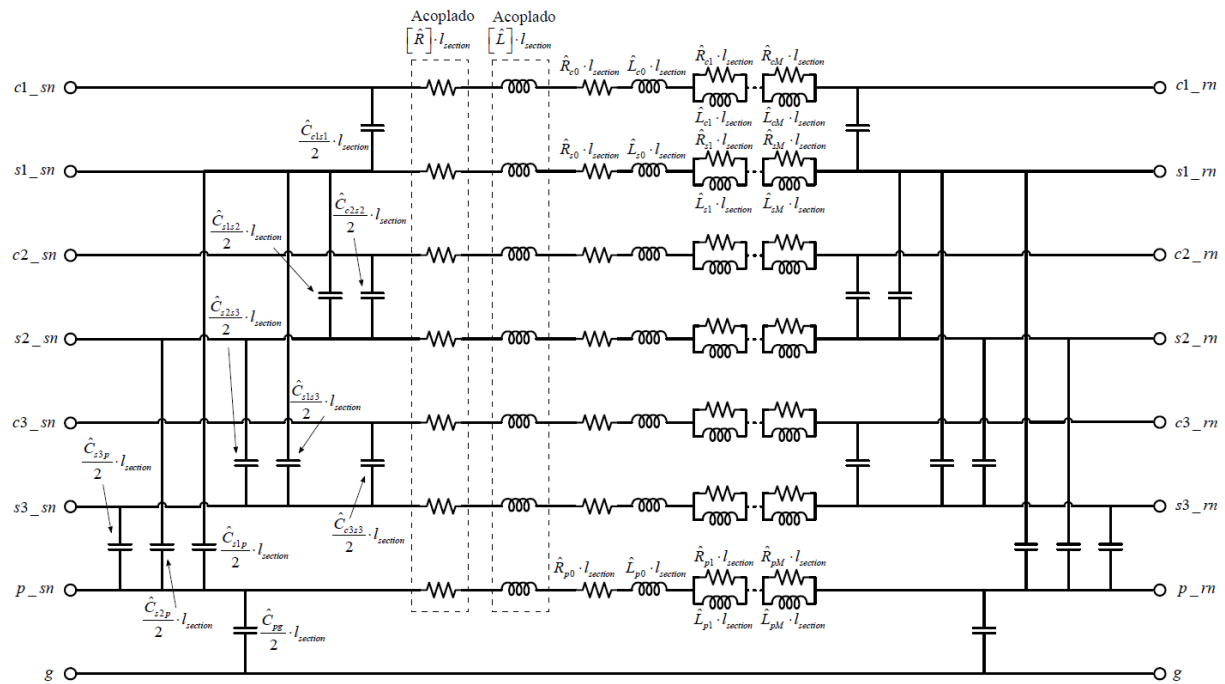 Acoplado
[R̂]·l_section
Acoplado
[L̂]·l_section
R̂_c0·l_section
L̂_c0·l_section
R̂_c1·l_section
R̂_cM·l_section
c1_sn
c1_rn
L̂_c1·l_section
L̂_cM·l_section
Ĉ_c1s1/2·l_section
R̂_s0·l_section
L̂_s0·l_section
R̂_s1·l_section
R̂_sM·l_section
s1_sn
s1_rn
L̂_s1·l_section
L̂_sM·l_section
Ĉ_s1s2/2·l_section
Ĉ_c2s2/2·l_section
c2_sn
c2_rn
Ĉ_s2s3/2·l_section
s2_sn
s2_rn
Ĉ_s1s3/2·l_section
c3_sn
c3_rn
Ĉ_s3p/2·l_section
s3_sn
s3_rn
Ĉ_c3s3/2·l_section
Ĉ_s1p/2·l_section
R̂_p0·l_section
L̂_p0·l_section
R̂_p1·l_section
R̂_pM·l_section
p_sn
p_rn
L̂_p1·l_section
L̂_pM·l_section
Ĉ_s2p/2·l_section
Ĉ_pg/2·l_section
g
g